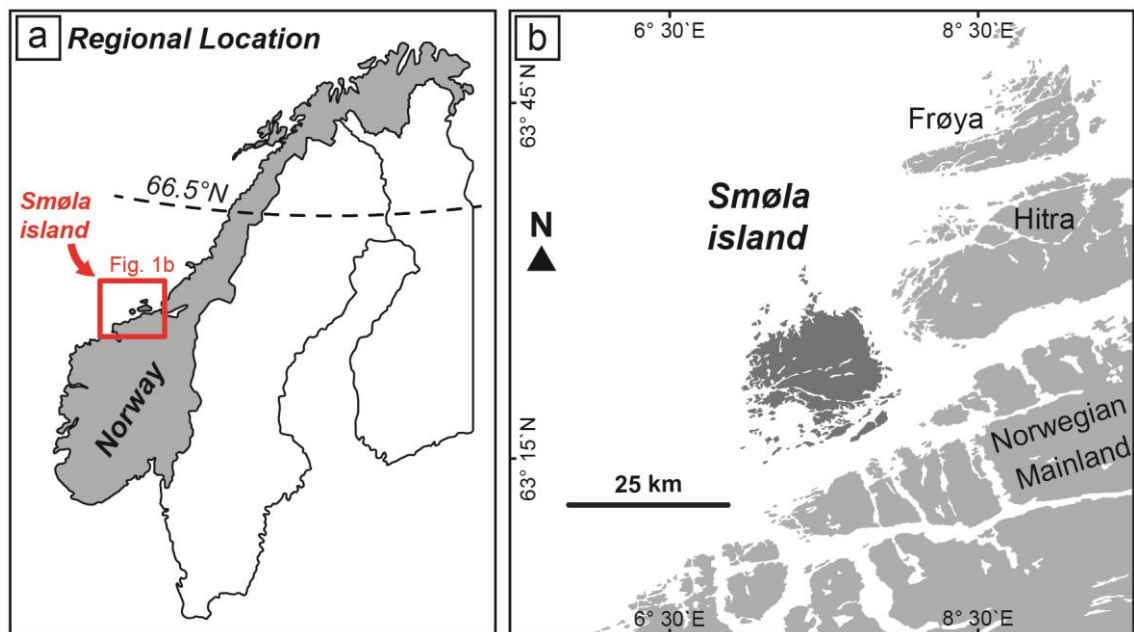 a
Regional Location
66.5°N
Smøla
island
Fig. 1b
Norway
b
6° 30`E
8° 30`E
63° 45`N
Frøya
Smøla
island
N
Hitra
Norwegian
Mainland
63° 15`N
25 km
6° 30`E
8° 30`E